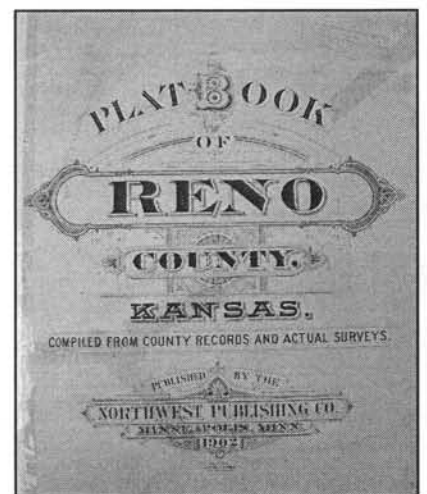 PLAT BOOK
OF
RENO
COUNTY,
KANSAS,
COMPILED FROM COUNTY RECORDS AND ACTUAL SURVEYS.
PUBLISHED BY THE
NORTHWEST PUBLISHING CO.
MINNEAPOLIS, MINN.
1902